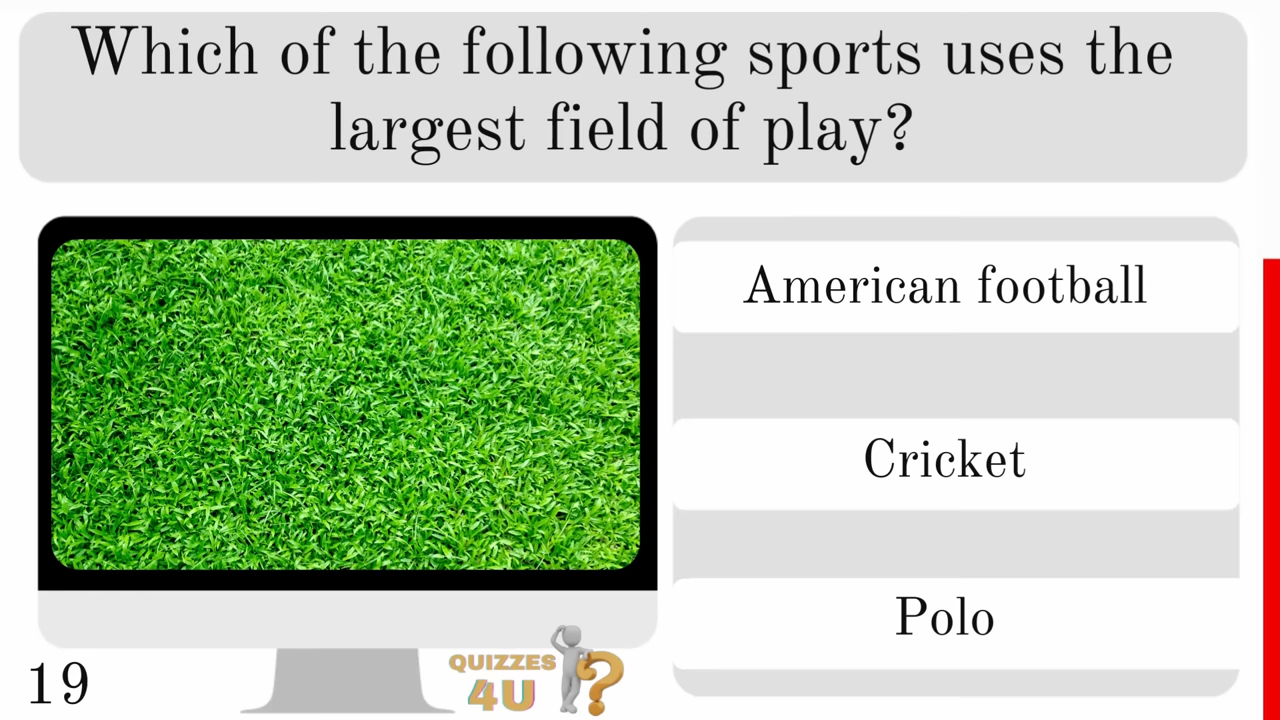 Which of the following sports uses the
largest field of play?
American football
Cricket
Polo
19
QUIZZES
4U